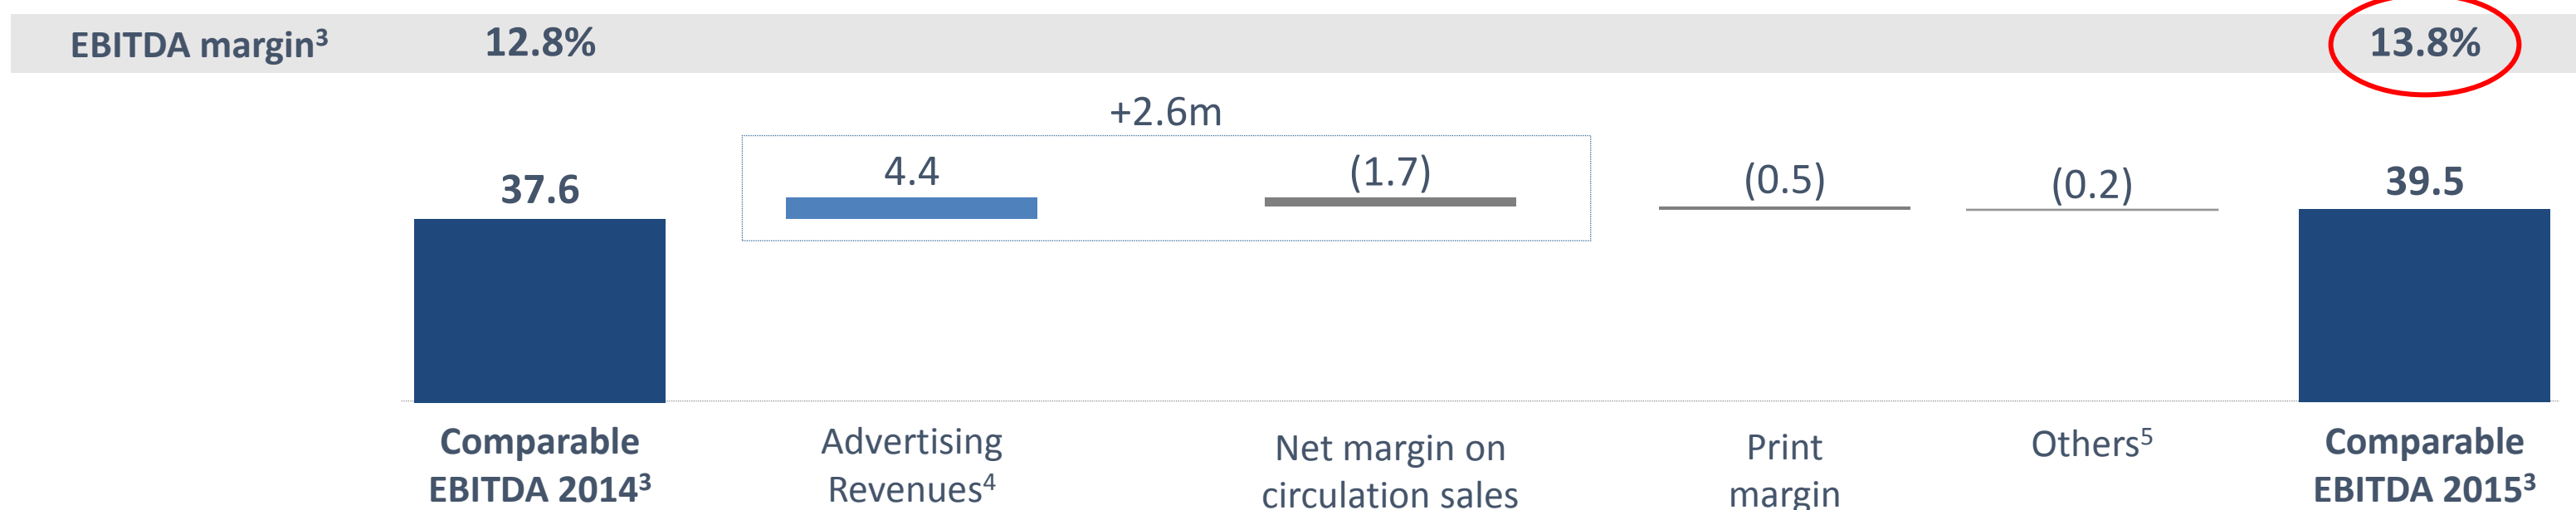 EBITDA margin³ 12.8% 13.8%
+2.6m
37.6 4.4 (1.7) (0.5) (0.2) 39.5
Comparable
EBITDA 2014³
Advertising
Revenues⁴
Net margin on
circulation sales
Print
margin
Others⁵
Comparable
EBITDA 2015³